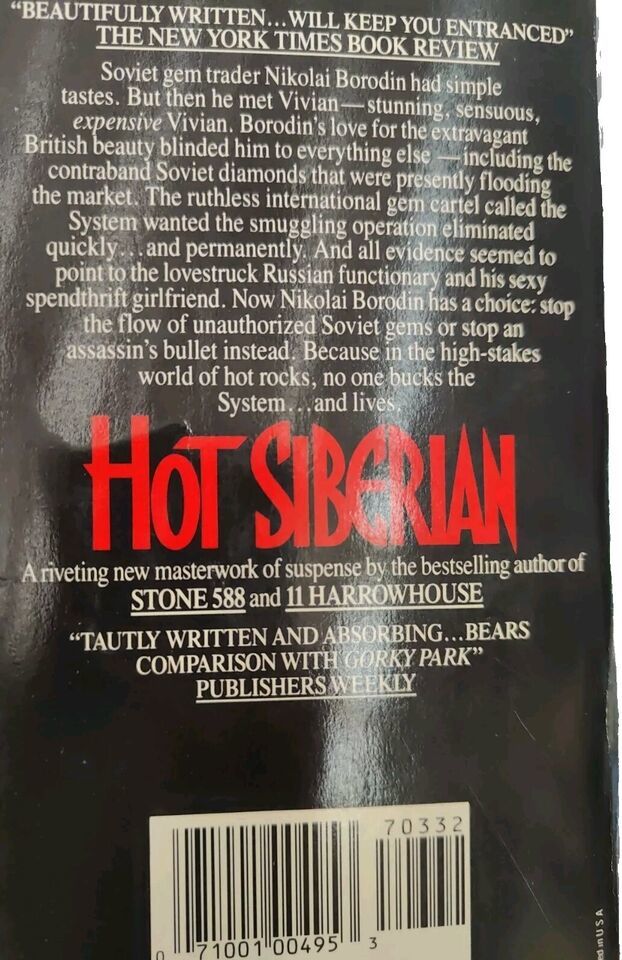 “BEAUTIFULLY WRITTEN...WILL KEEP YOU ENTRANCED”
THE NEW YORK TIMES BOOK REVIEW
Soviet gem trader Nikolai Borodin had simple
tastes. But then he met Vivian—stunning, sensuous,
expensive Vivian. Borodin's love for the extravagant
British beauty blinded him to everything else—including the
contraband Soviet diamonds that were presently flooding
the market. The ruthless international gem cartel called the
System wanted the smuggling operation eliminated
quickly...and permanently. And all evidence seemed to
point to the lovestruck Russian functionary and his sexy
spendthrift girlfriend. Now Nikolai Borodin has a choice: stop
the flow of unauthorized Soviet gems or stop an
assassin's bullet instead. Because in the high-stakes
world of hot rocks, no one bucks the
System...and lives.
HOT SIBERIAN
A riveting new masterwork of suspense by the bestselling author of
STONE 588 and 11 HARROWHOUSE
“TAUTLY WRITTEN AND ABSORBING...BEARS
COMPARISON WITH GORKY PARK”
PUBLISHERS WEEKLY
70332
0 71001 00495 3
in USA